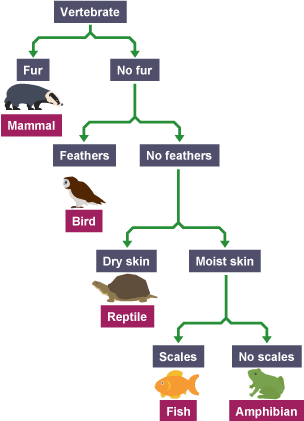 Vertebrate
Fur
No fur
Mammal
Feathers
No feathers
Bird
Dry skin
Moist skin
Reptile
Scales
No scales
Fish
Amphibian